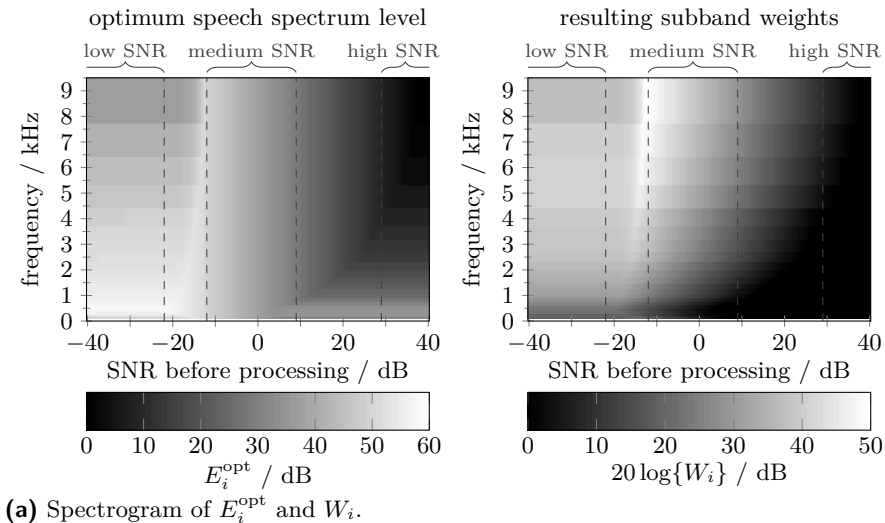 optimum speech spectrum level
resulting subband weights
low SNR medium SNR high SNR
low SNR medium SNR high SNR
9
8
7
6
5
4
3
2
1
0
frequency / kHz
−40 −20 0 20 40
SNR before processing / dB
0 10 20 30 40 50 60
E_i^opt / dB
9
8
7
6
5
4
3
2
1
0
frequency / kHz
−40 −20 0 20 40
SNR before processing / dB
0 10 20 30 40 50
20 log{W_i} / dB
(a) Spectrogram of E_i^opt and W_i.